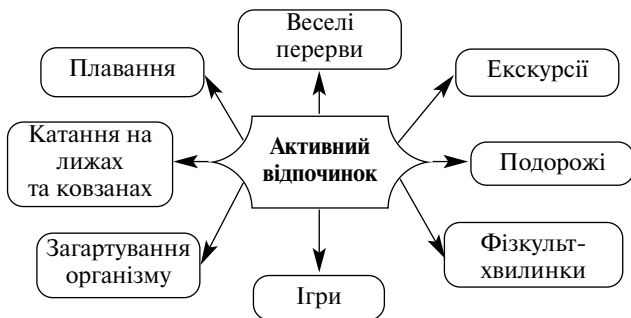 Веселі
перерви
Плавання
Екскурсії
Катання на
лижах
та ковзанах
Активний
відпочинок
Подорожі
Загартування
організму
Ігри
Фізкульт-
хвилинки